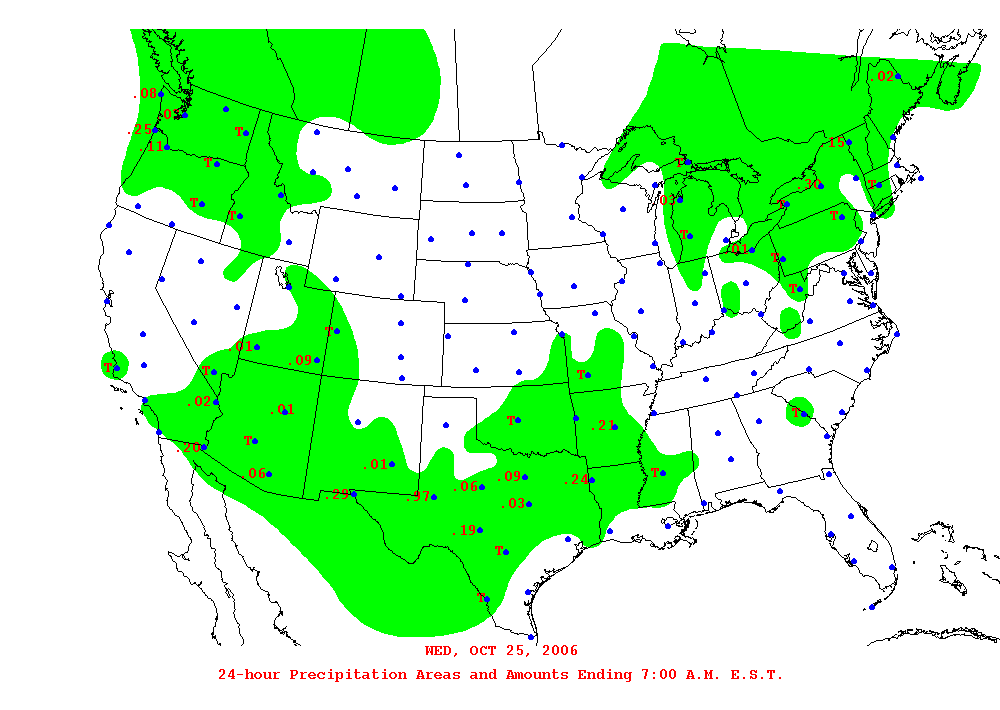 .02
.08
.03
.25
T
.11
.15
T
T
T
.30
T
.03
T
T
T
T
.01
T
T
T
.01
.09
T
T
T
.02
.01
T
T
.21
T
.20
.01
T
.06
.09
.24
.06
.29
.97
.03
.19
T
T
WED, OCT 25, 2006
24-hour Precipitation Areas and Amounts Ending 7:00 A.M. E.S.T.